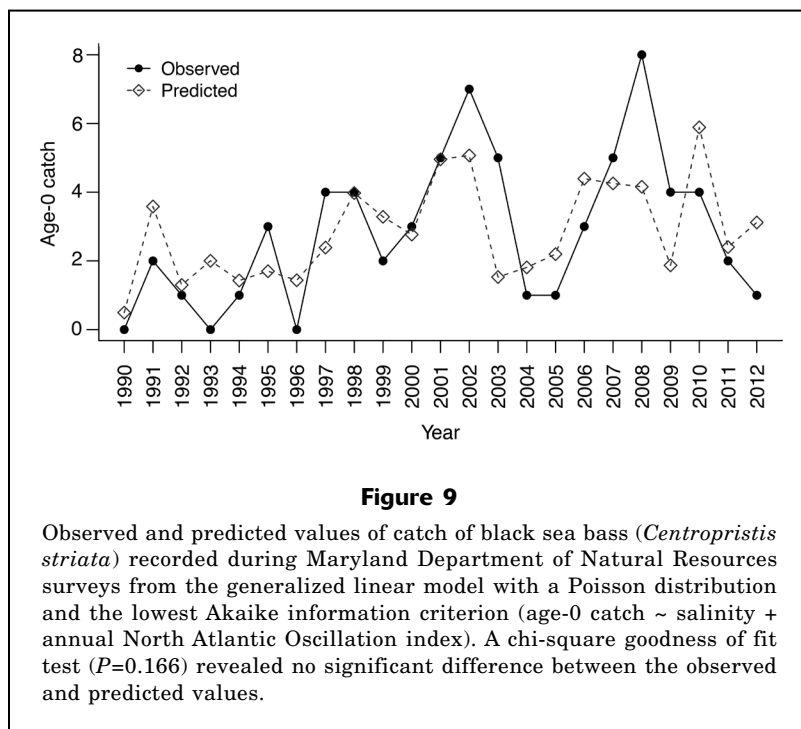 8
6
4
2
0
Age-0 catch
Observed
Predicted
1990
1991
1992
1993
1994
1995
1996
1997
1998
1999
2000
2001
2002
2003
2004
2005
2006
2007
2008
2009
2010
2011
2012
Year
Figure 9
Observed and predicted values of catch of black sea bass (Centropristis
striata) recorded during Maryland Department of Natural Resources
surveys from the generalized linear model with a Poisson distribution
and the lowest Akaike information criterion (age-0 catch ~ salinity +
annual North Atlantic Oscillation index). A chi-square goodness of fit
test (P=0.166) revealed no significant difference between the observed
and predicted values.